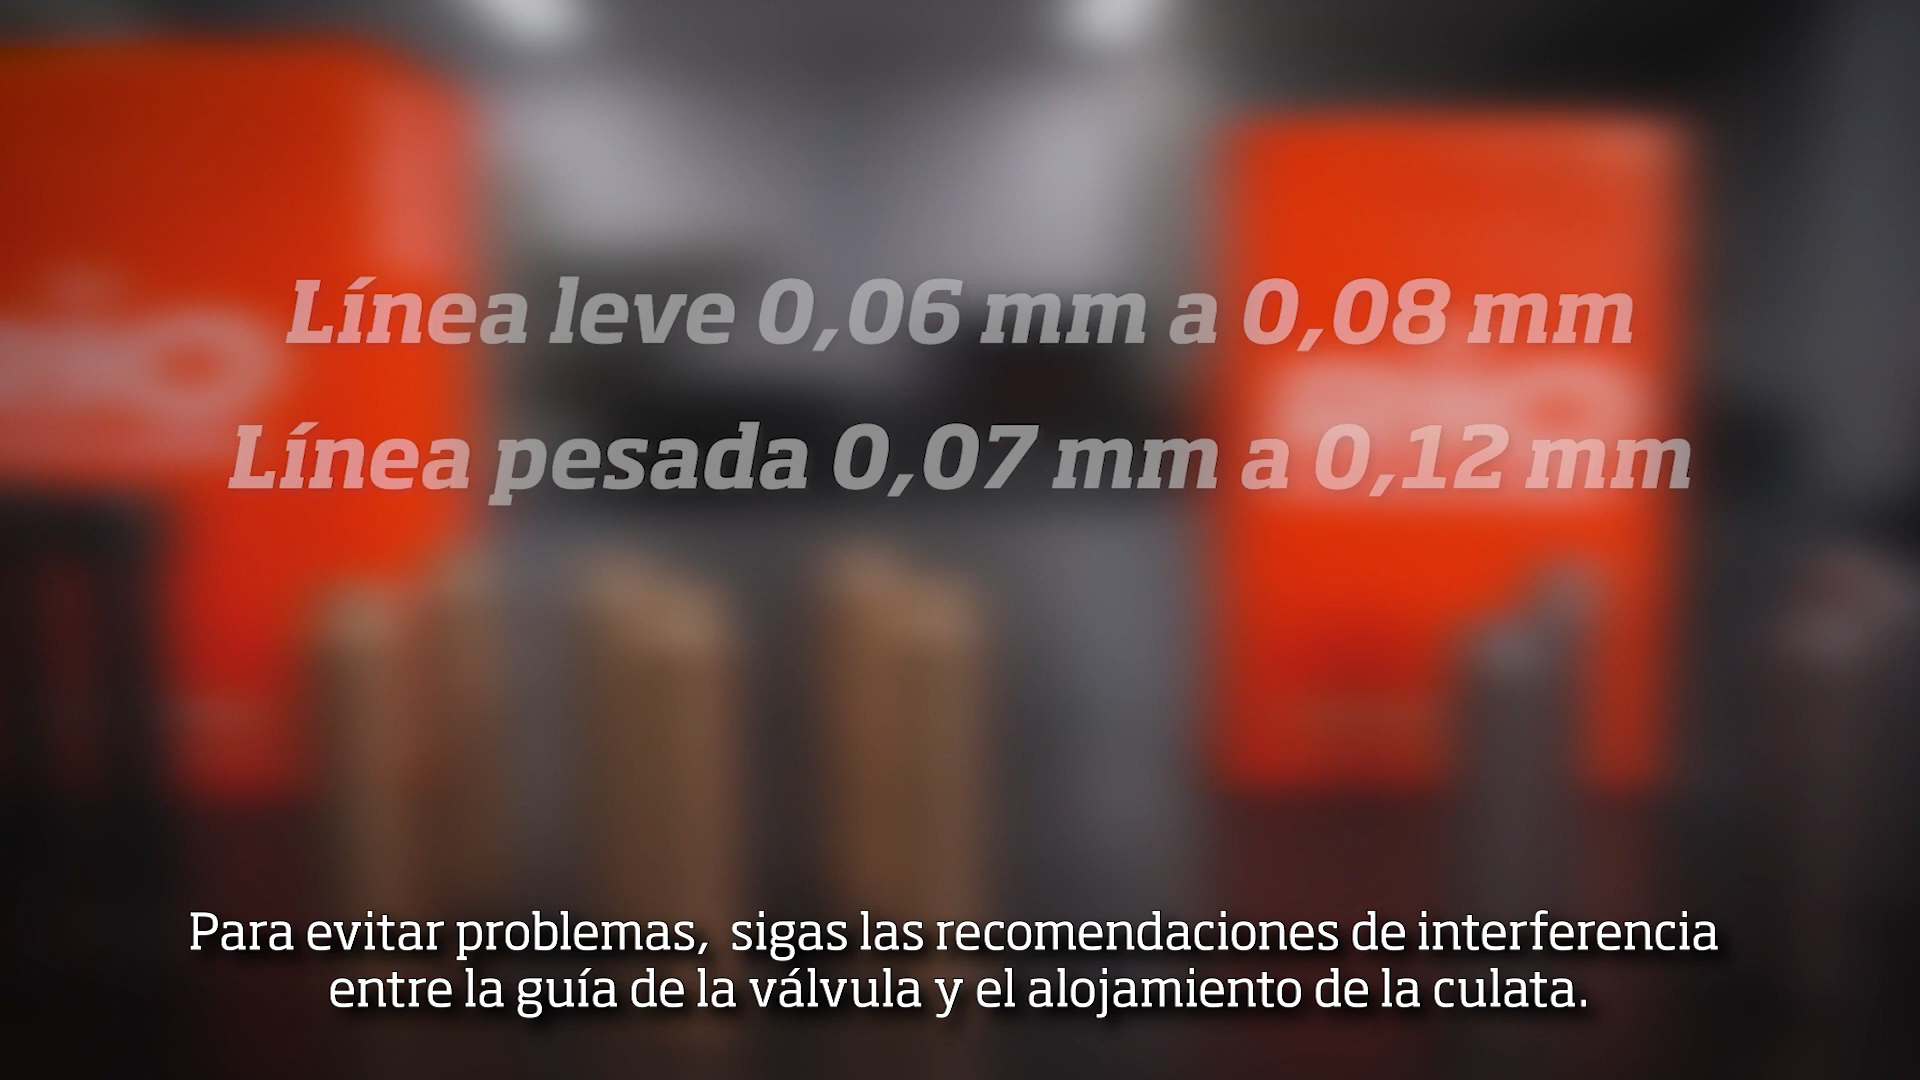 Línea leve 0,06 mm a 0,08 mm
Línea pesada 0,07 mm a 0,12 mm
Para evitar problemas, sigas las recomendaciones de interferencia
entre la guía de la válvula y el alojamiento de la culata.